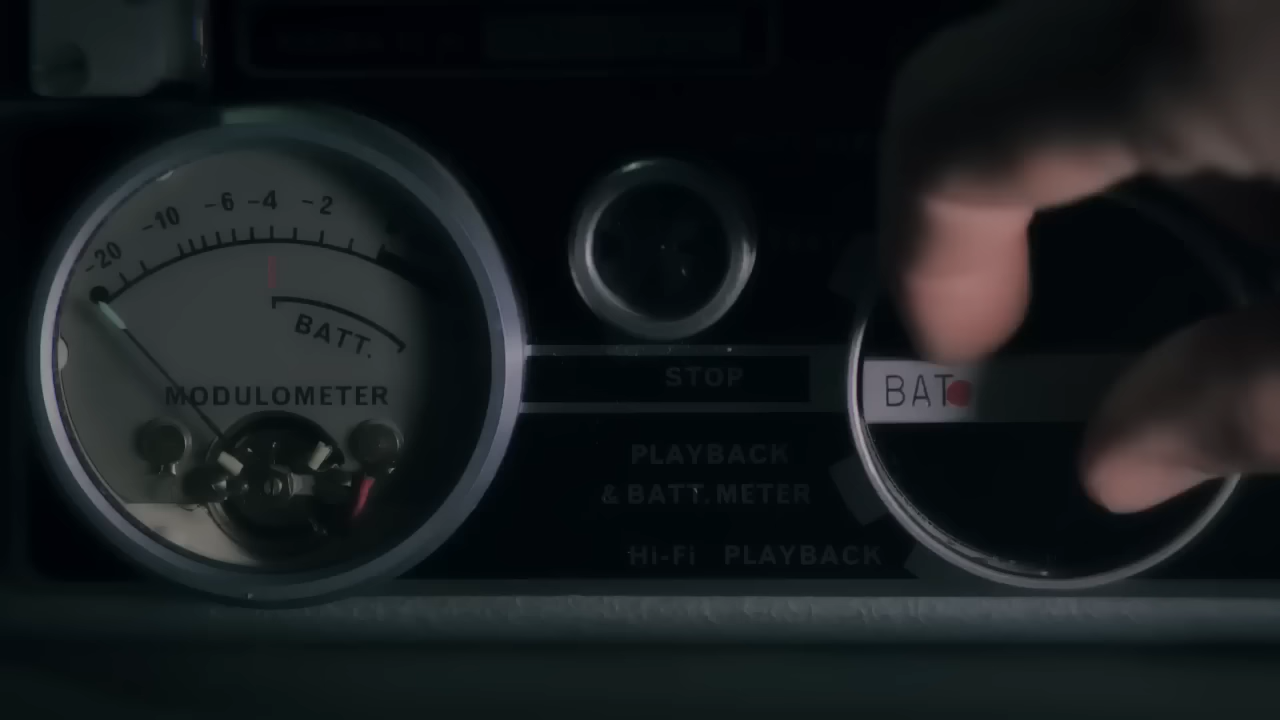 -20 -10 -6 -4 -2
BATT.
MODULOMETER
STOP
PLAYBACK
& BATT. METER
Hi-Fi PLAYBACK
BAT